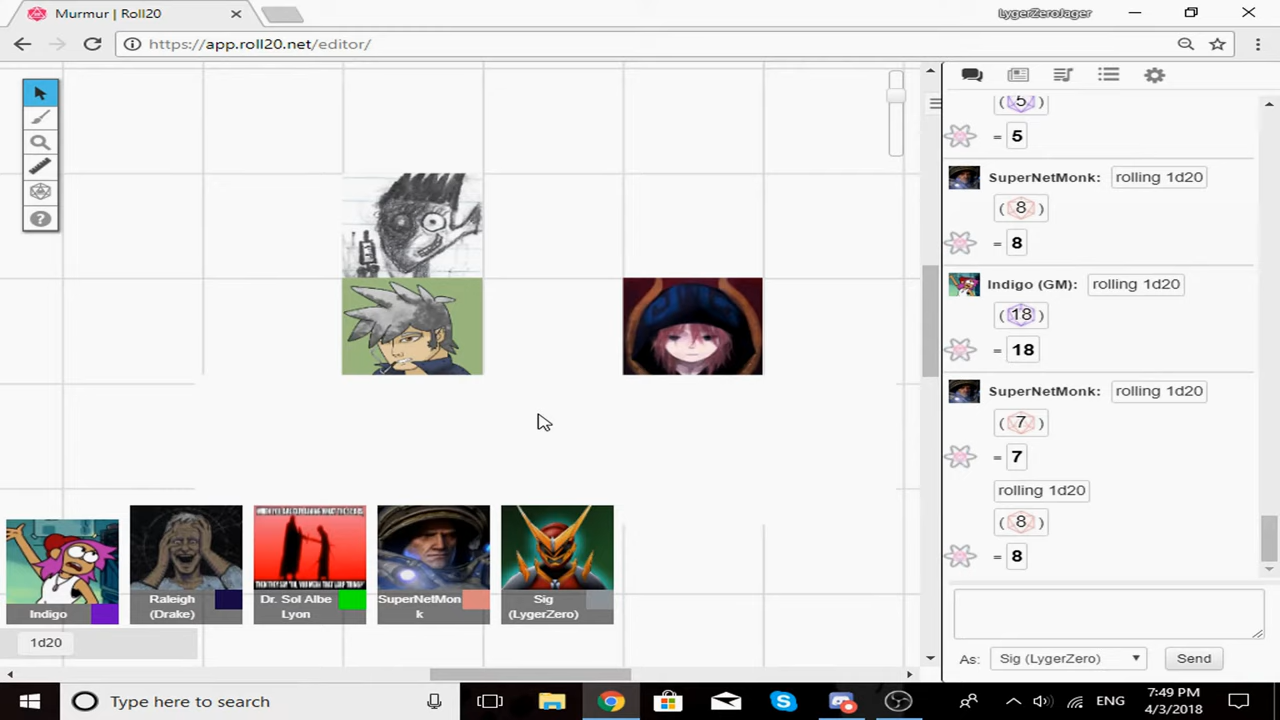 Murmur | Roll20
LygerZeroJager
https://app.roll20.net/editor/
(5)
= 5
SuperNetMonk: rolling 1d20
(8)
= 8
Indigo (GM): rolling 1d20
(18)
= 18
SuperNetMonk: rolling 1d20
(7)
= 7
rolling 1d20
(8)
= 8
Indigo
Raleigh
(Drake)
Dr. Sol Albe
Lyon
SuperNetMon
k
Sig
(LygerZero)
1d20
As: Sig (LygerZero) Send
Type here to search
ENG
7:49 PM
4/3/2018